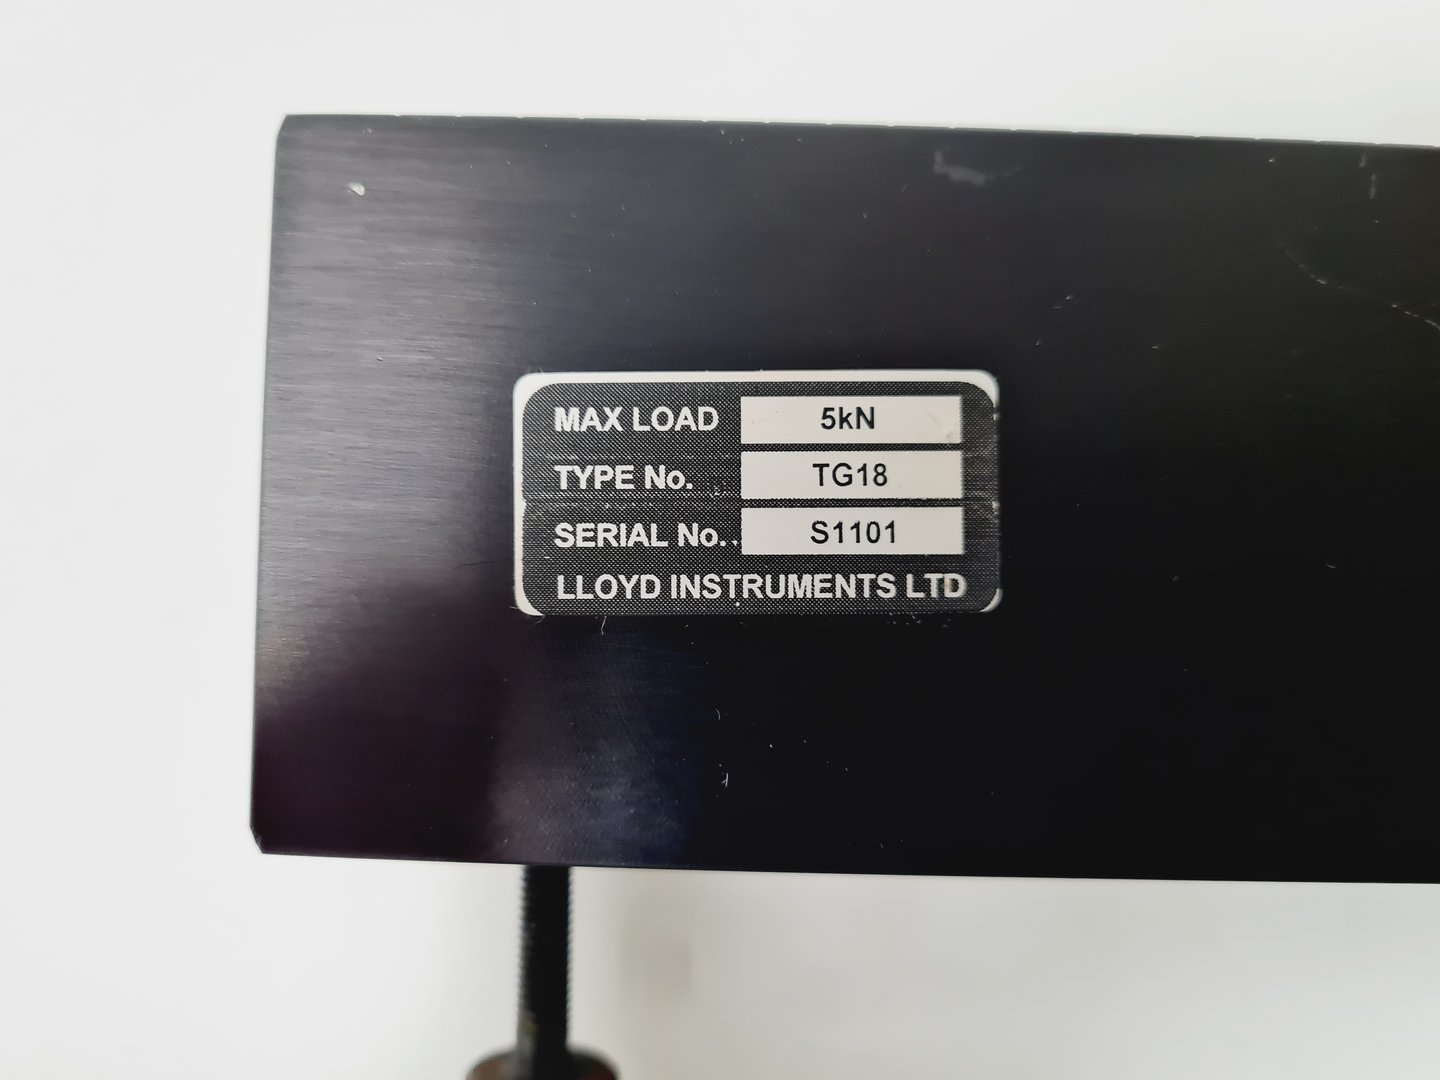 MAX LOAD 5kN
TYPE No. TG18
SERIAL No.. S1101
LLOYD INSTRUMENTS LTD